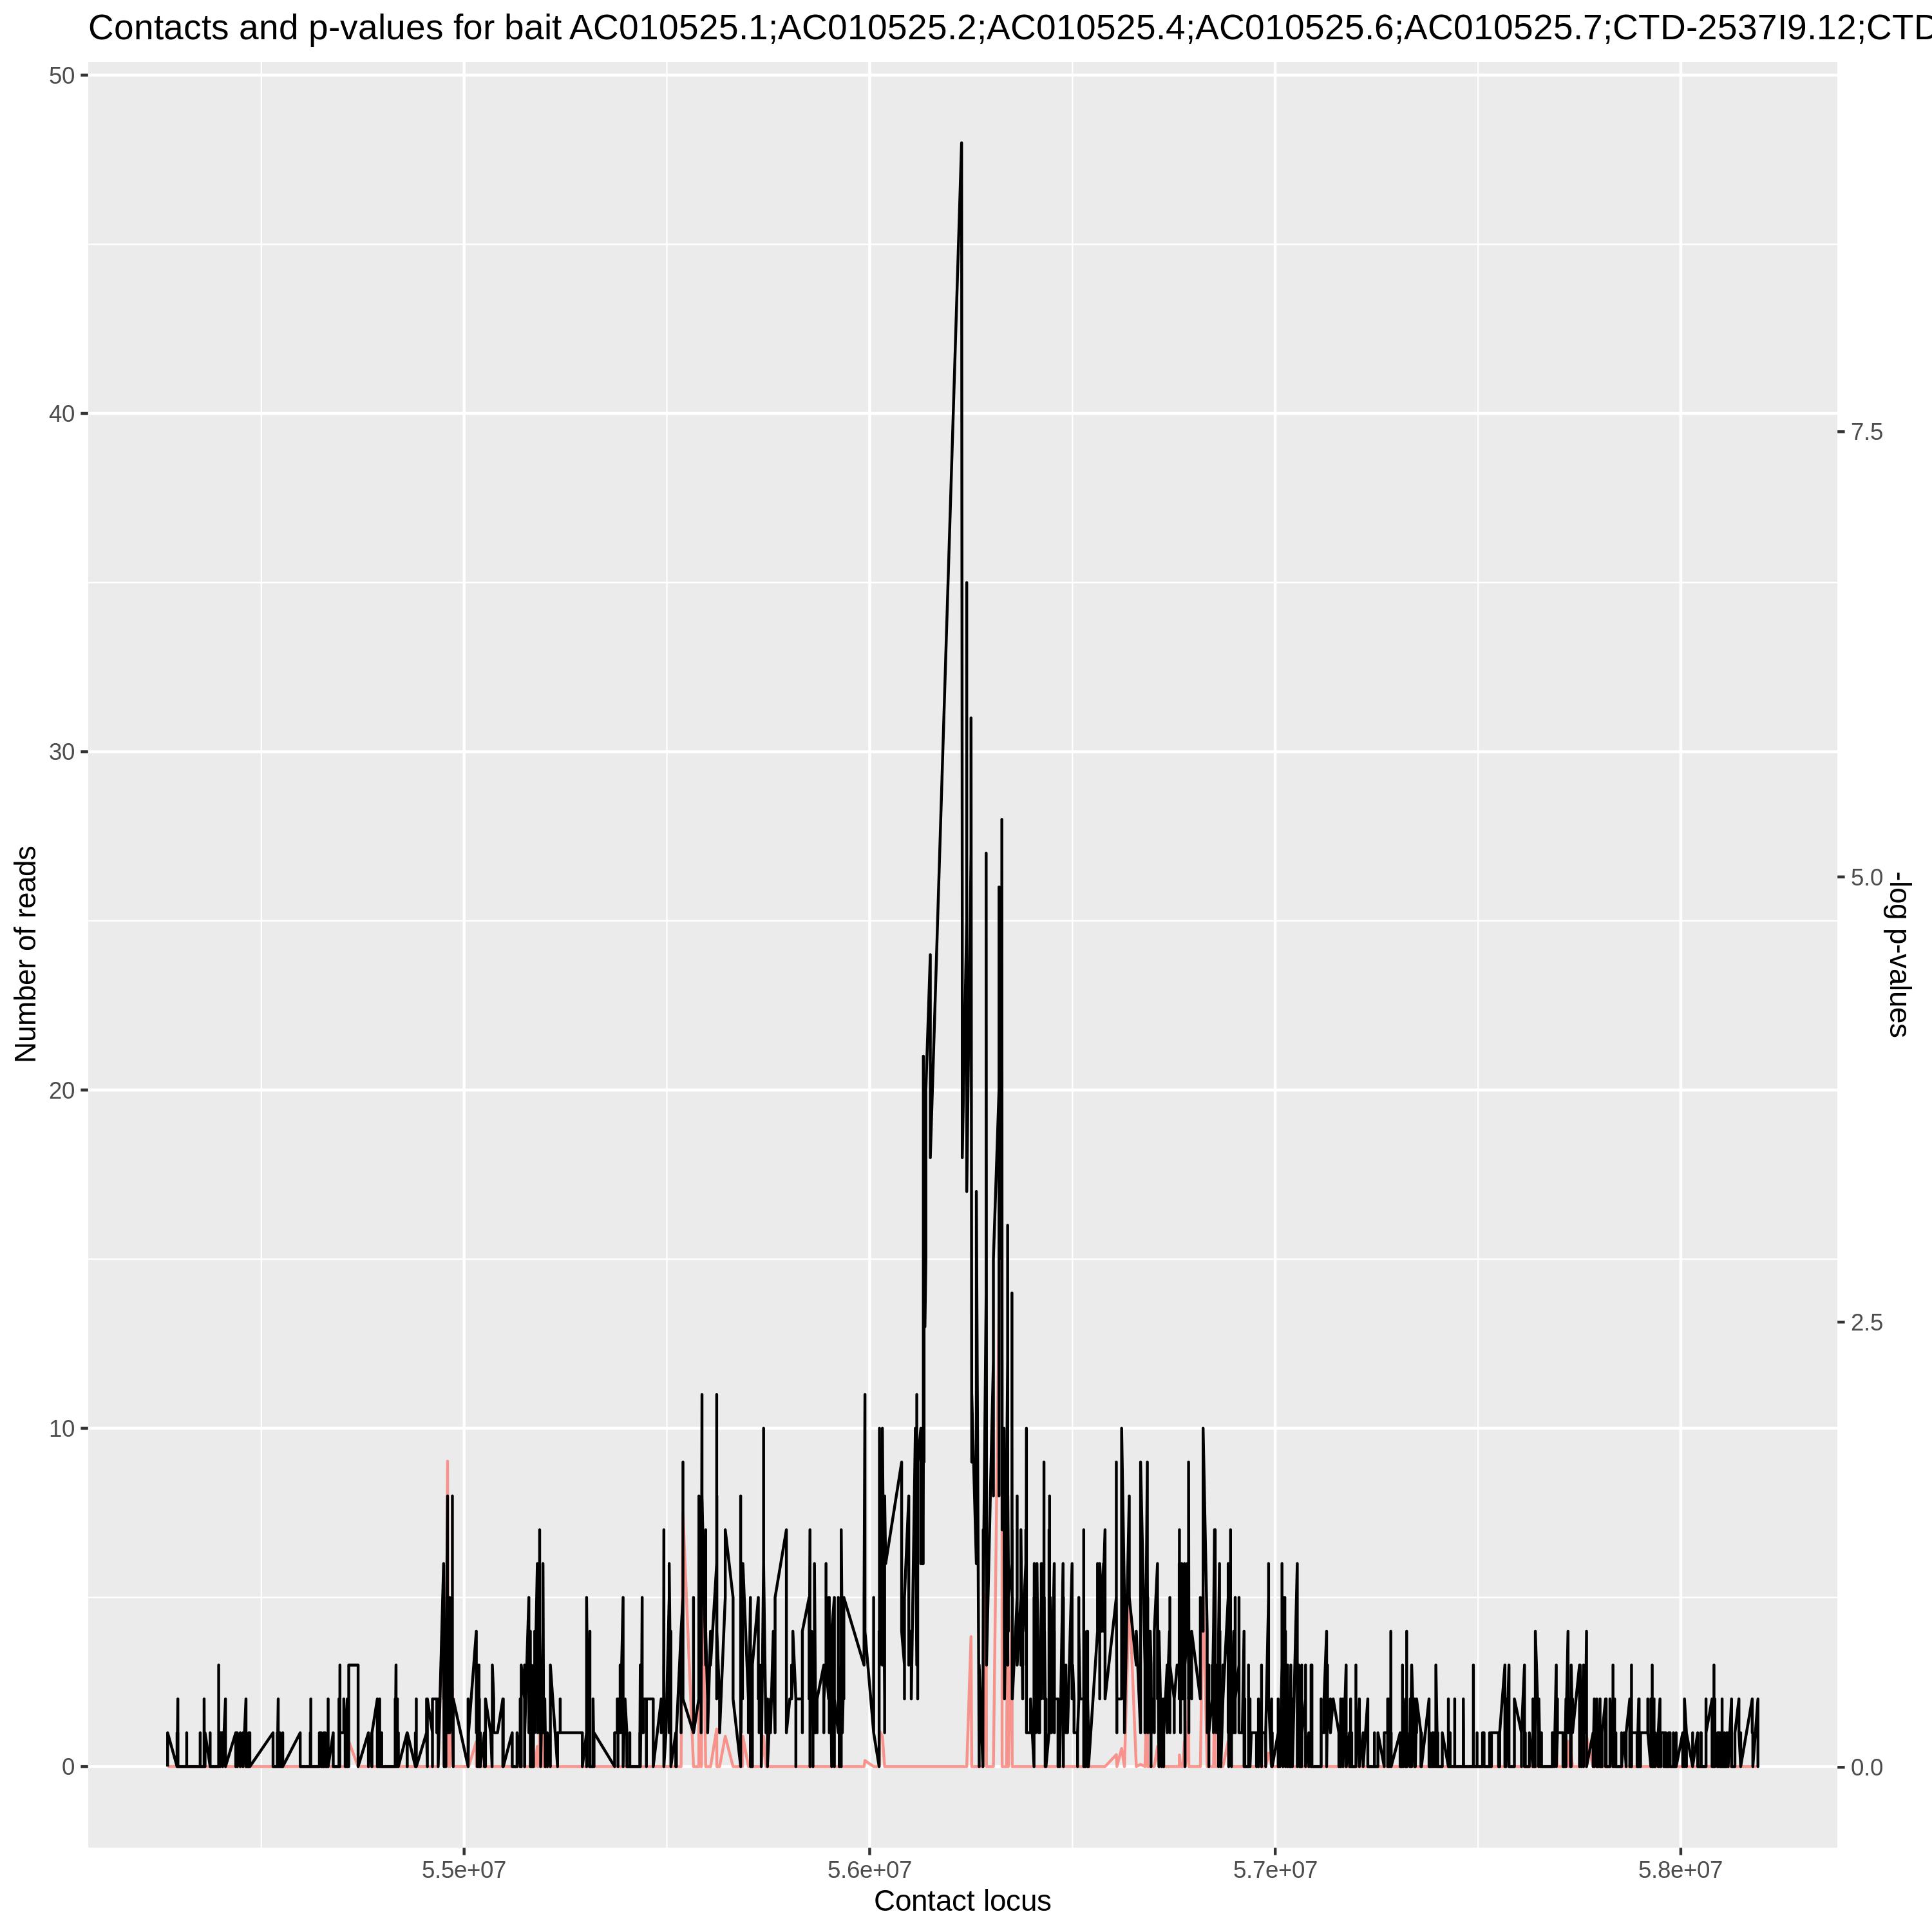 Contacts and p-values for bait AC010525.1;AC010525.2;AC010525.4;AC010525.6;AC010525.7;CTD-2537I9.12;CTD
50
40
30
20
10
0
Number of reads
7.5
5.0
2.5
0.0
-log p-values
5.5e+07
5.6e+07
5.7e+07
5.8e+07
Contact locus